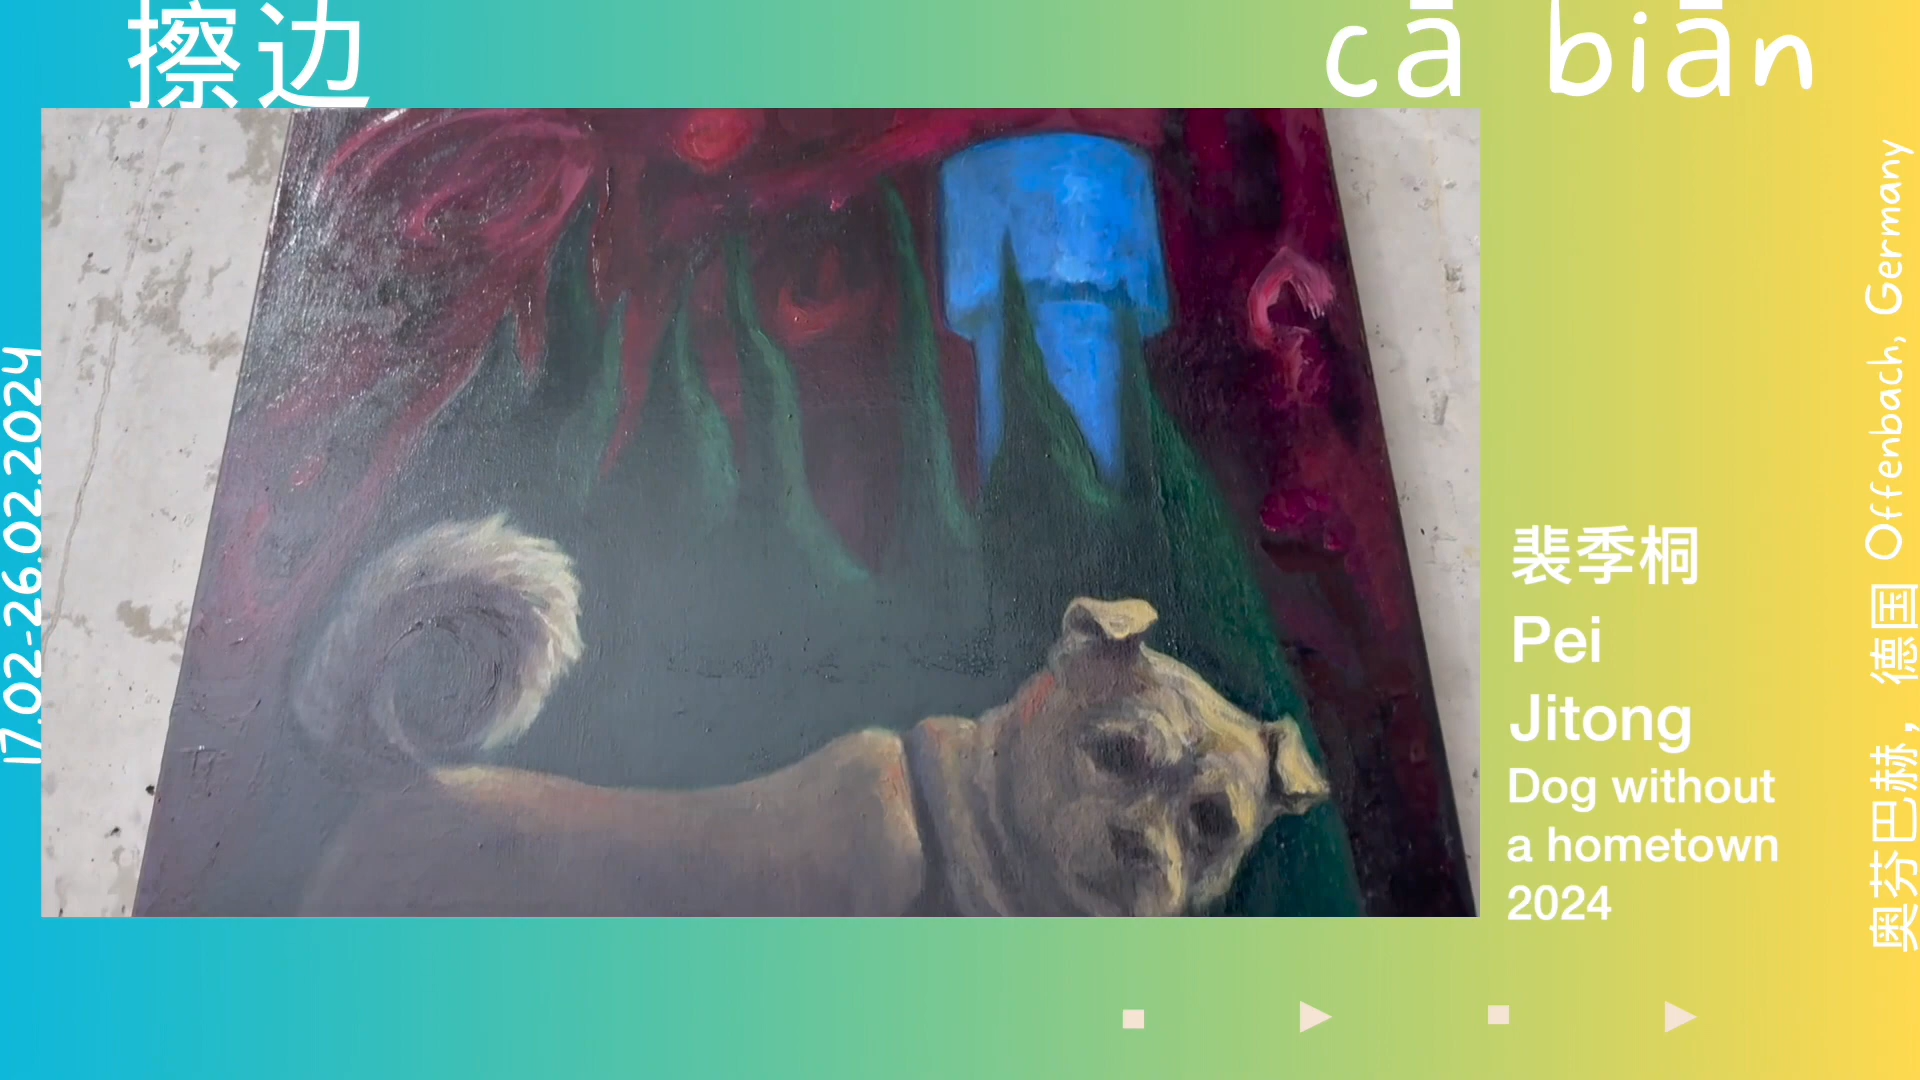 擦边
cā biān
17.02-26.02.2024
裴季桐
Pei
Jitong
Dog without
a hometown
2024
奥芬巴赫，德国 Offenbach, Germany